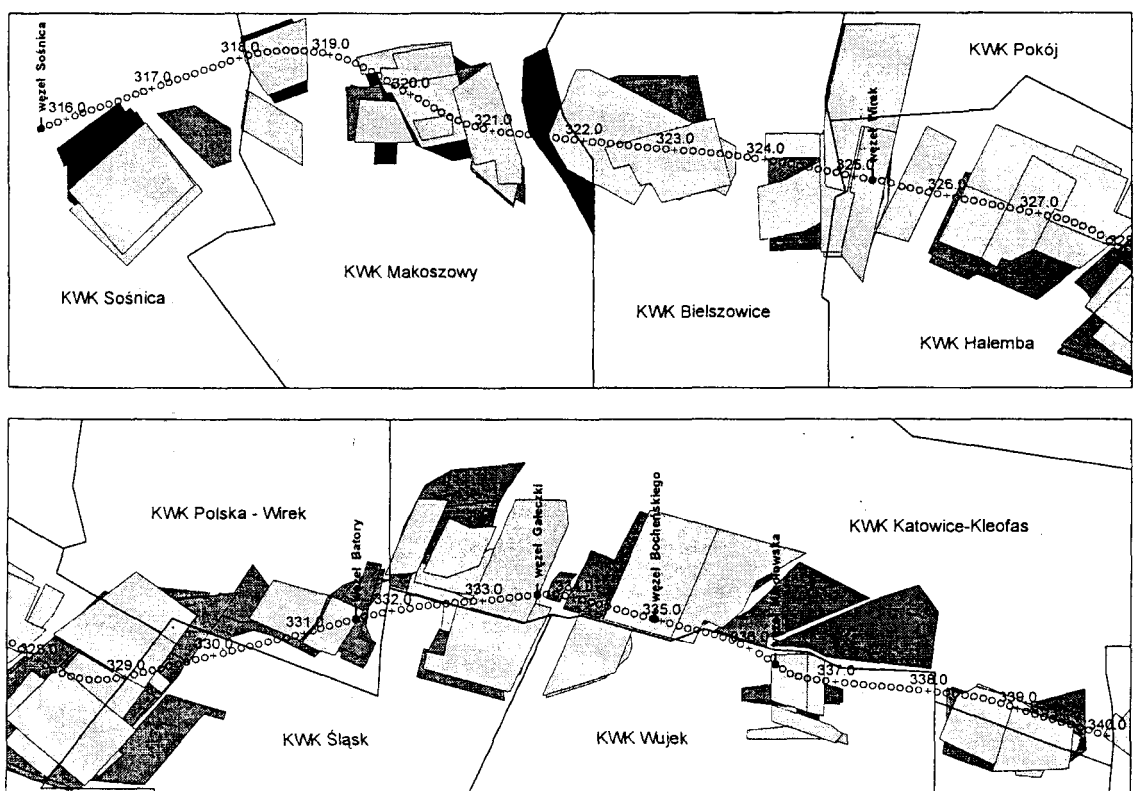 węzeł Sośnica
316.0
317.0
318.0
319.0
320.0
321.0
322.0
323.0
324.0
325.0
węzeł Wirek
326.0
327.0
KWK Pokój
KWK Sośnica
KWK Makoszowy
KWK Bielszowice
KWK Halemba
KWK Polska - Wirek
węzeł Batory
węzeł Gałeczki
węzeł Bocheńskiego
KWK Katowice-Kleofas
328.0
329.0
330.0
331.0
332.0
333.0
335.0
336.0
337.0
338.0
339.0
340.0
KWK Śląsk
KWK Wujek